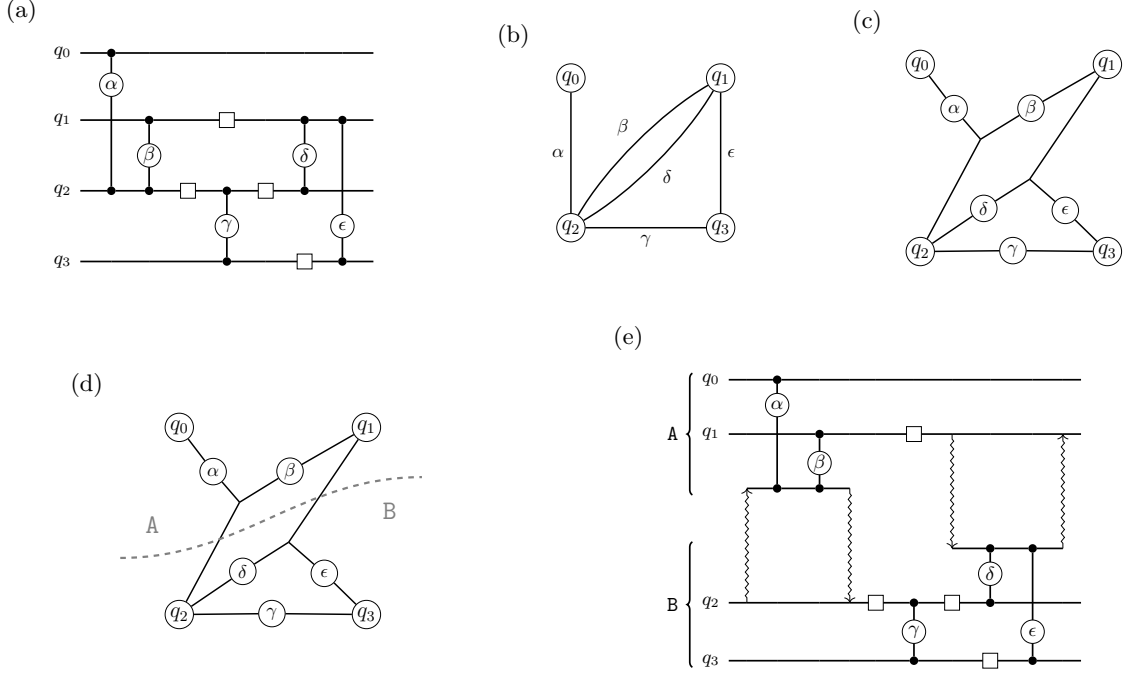 (a)
q0
α
q1
β
δ
q2
γ
ϵ
q3
(b)
q0
q1
β
α
ϵ
δ
q2
γ
q3
(c)
q0
q1
α
β
δ
ϵ
q2
γ
q3
(d)
q0
q1
α
β
A
B
δ
ϵ
q2
γ
q3
(e)
q0
α
A
q1
β
δ
B
q2
γ
ϵ
q3